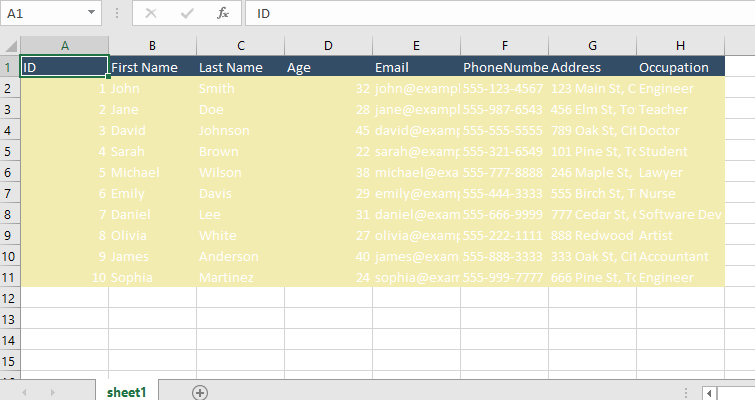 A1 fx ID
A B C D E F G H
1 ID First Name Last Name Age Email PhoneNumbe Address Occupation
2 1 John Smith 32 john@exampl 555-123-4567 123 Main St, C Engineer
3 2 Jane Doe 28 jane@exampl 555-987-6543 456 Elm St, To Teacher
4 3 David Johnson 45 david@examp 555-555-5555 789 Oak St, Cit Doctor
5 4 Sarah Brown 22 sarah@examp 555-321-6549 101 Pine St, To Student
6 5 Michael Wilson 38 michael@exa 555-777-8888 246 Maple St, Lawyer
7 6 Emily Davis 29 emily@examp 555-444-3333 555 Birch St, T Nurse
8 7 Daniel Lee 31 daniel@exam 555-666-9999 777 Cedar St, Software Dev
9 8 Olivia White 27 olivia@examp 555-222-1111 888 Redwood Artist
10 9 James Anderson 40 james@exam 555-888-3333 333 Oak St, Cit Accountant
11 10 Sophia Martinez 24 sophia@exam 555-999-7777 666 Pine St, To Engineer
12
13
14
15
sheet1